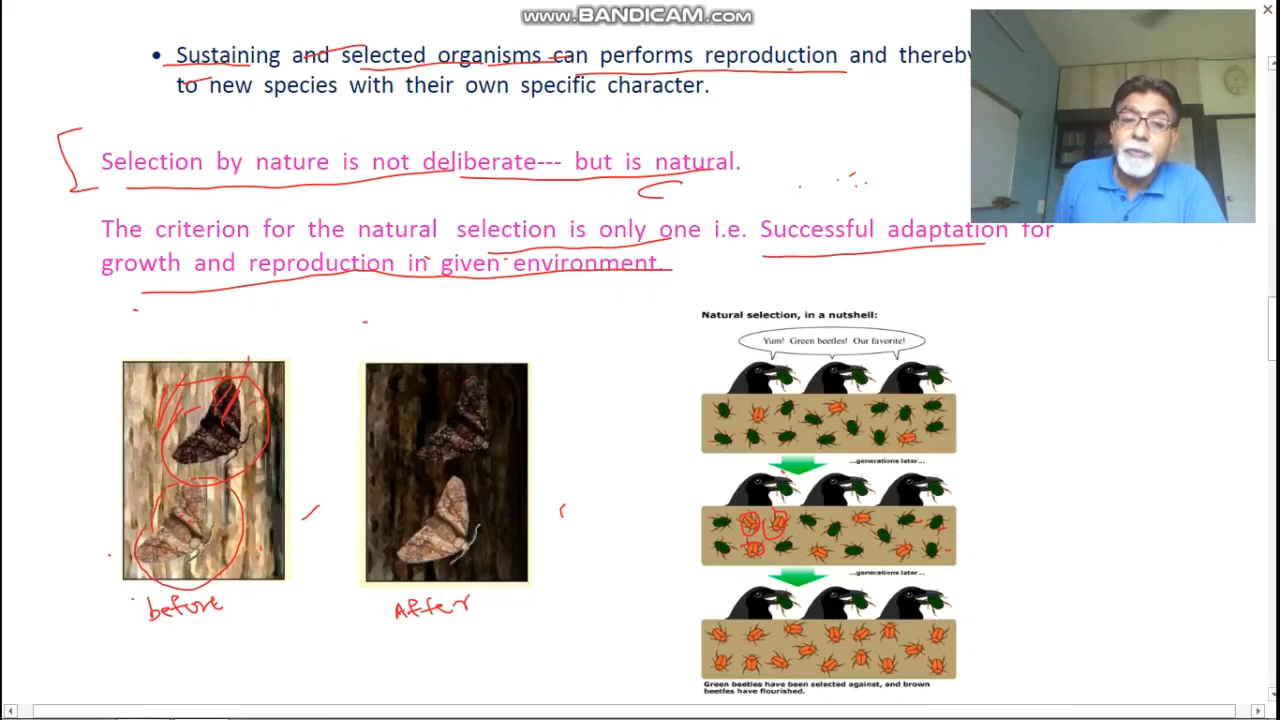 www.BANDICAM.com
• Sustaining and selected organisms can performs reproduction and thereby
to new species with their own specific character.
Selection by nature is not deliberate--- but is natural.
The criterion for the natural selection is only one i.e. Successful adaptation for
growth and reproduction in given environment.
Natural selection, in a nutshell:
Yum! Green beetles! Our favorite!
...generations later...
...generations later...
before
After
Green beetles have been selected against, and brown
beetles have flourished.